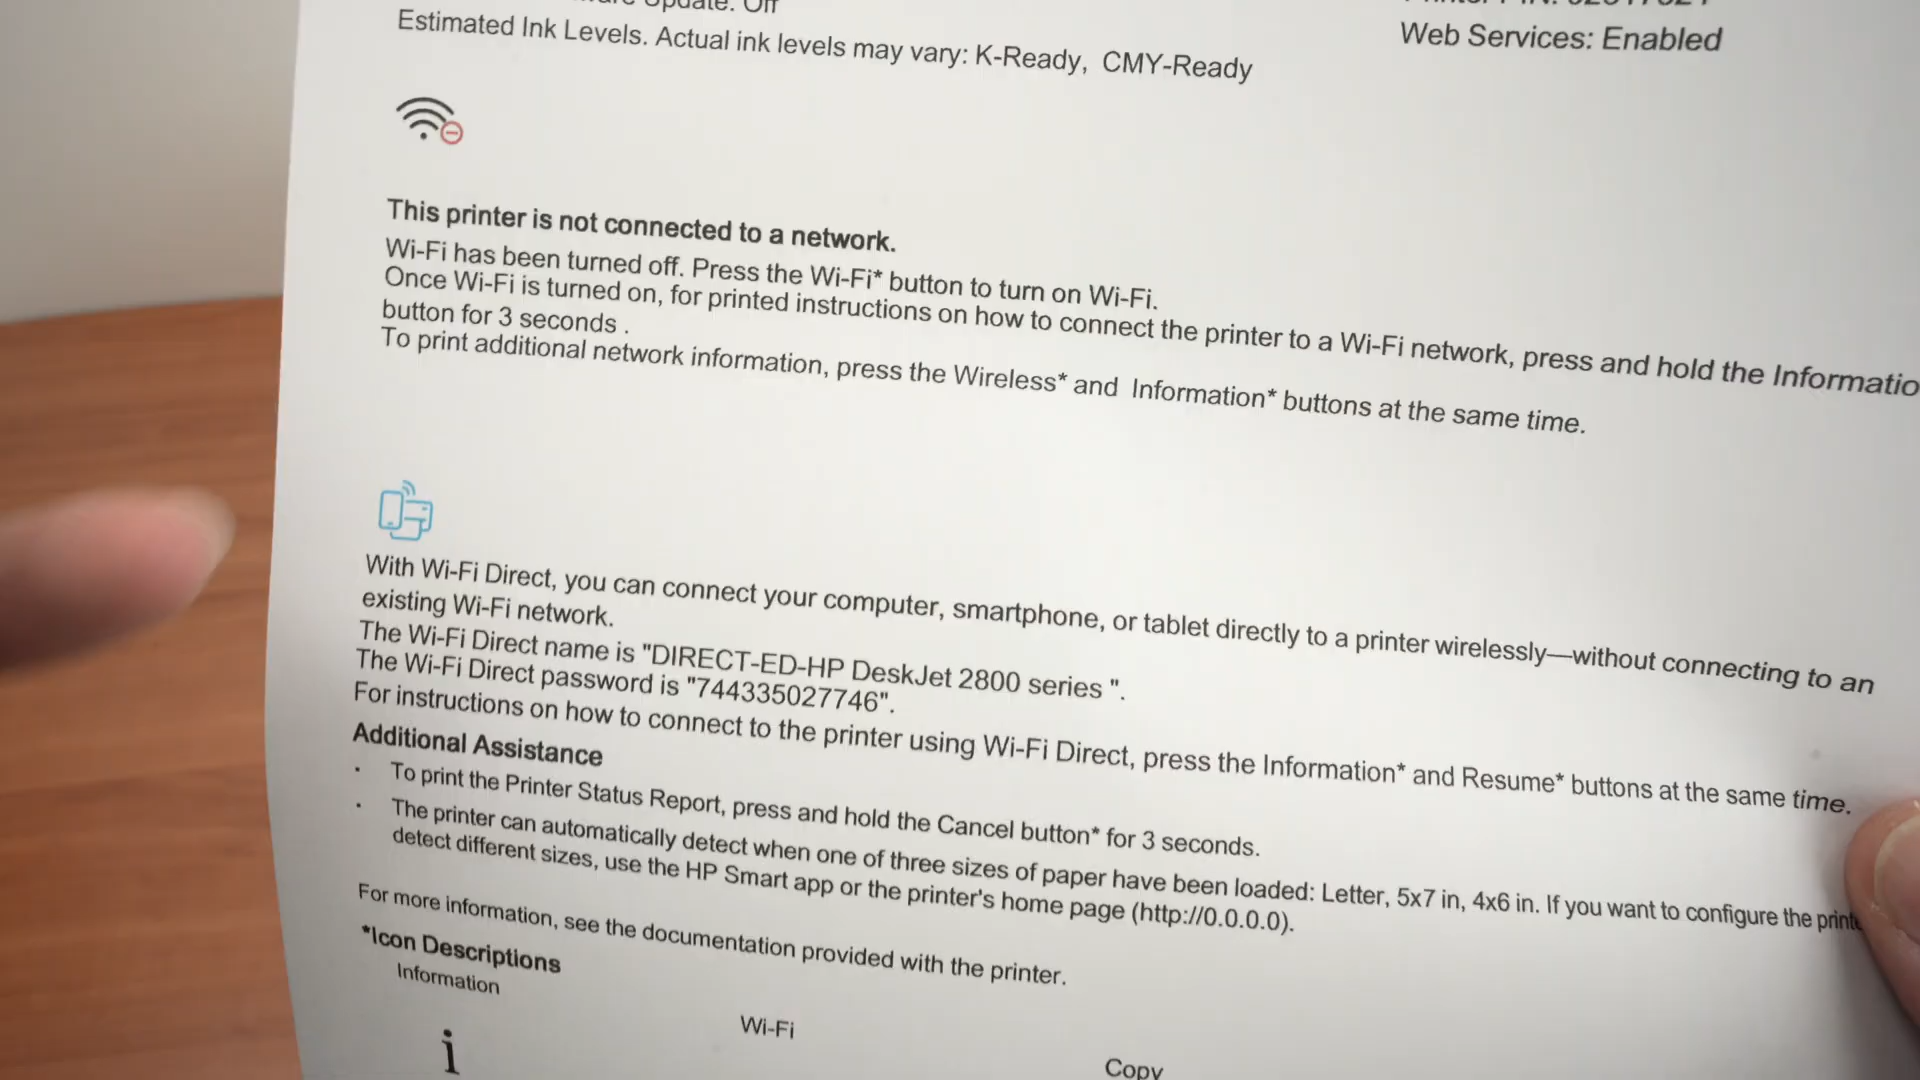 Update: Off
Web Services: Enabled
Estimated Ink Levels. Actual ink levels may vary: K-Ready, CMY-Ready
This printer is not connected to a network.
Wi-Fi has been turned off. Press the Wi-Fi* button to turn on Wi-Fi.
Once Wi-Fi is turned on, for printed instructions on how to connect the printer to a Wi-Fi network, press and hold the Informatio
button for 3 seconds .
To print additional network information, press the Wireless* and Information* buttons at the same time.
With Wi-Fi Direct, you can connect your computer, smartphone, or tablet directly to a printer wirelessly—without connecting to an
existing Wi-Fi network.
The Wi-Fi Direct name is "DIRECT-ED-HP DeskJet 2800 series ".
The Wi-Fi Direct password is "744335027746".
For instructions on how to connect to the printer using Wi-Fi Direct, press the Information* and Resume* buttons at the same time.
Additional Assistance
· To print the Printer Status Report, press and hold the Cancel button* for 3 seconds.
· The printer can automatically detect when one of three sizes of paper have been loaded: Letter, 5x7 in, 4x6 in. If you want to configure the printe
detect different sizes, use the HP Smart app or the printer's home page (http://0.0.0.0).
For more information, see the documentation provided with the printer.
*Icon Descriptions
Information
Wi-Fi
Copy
i